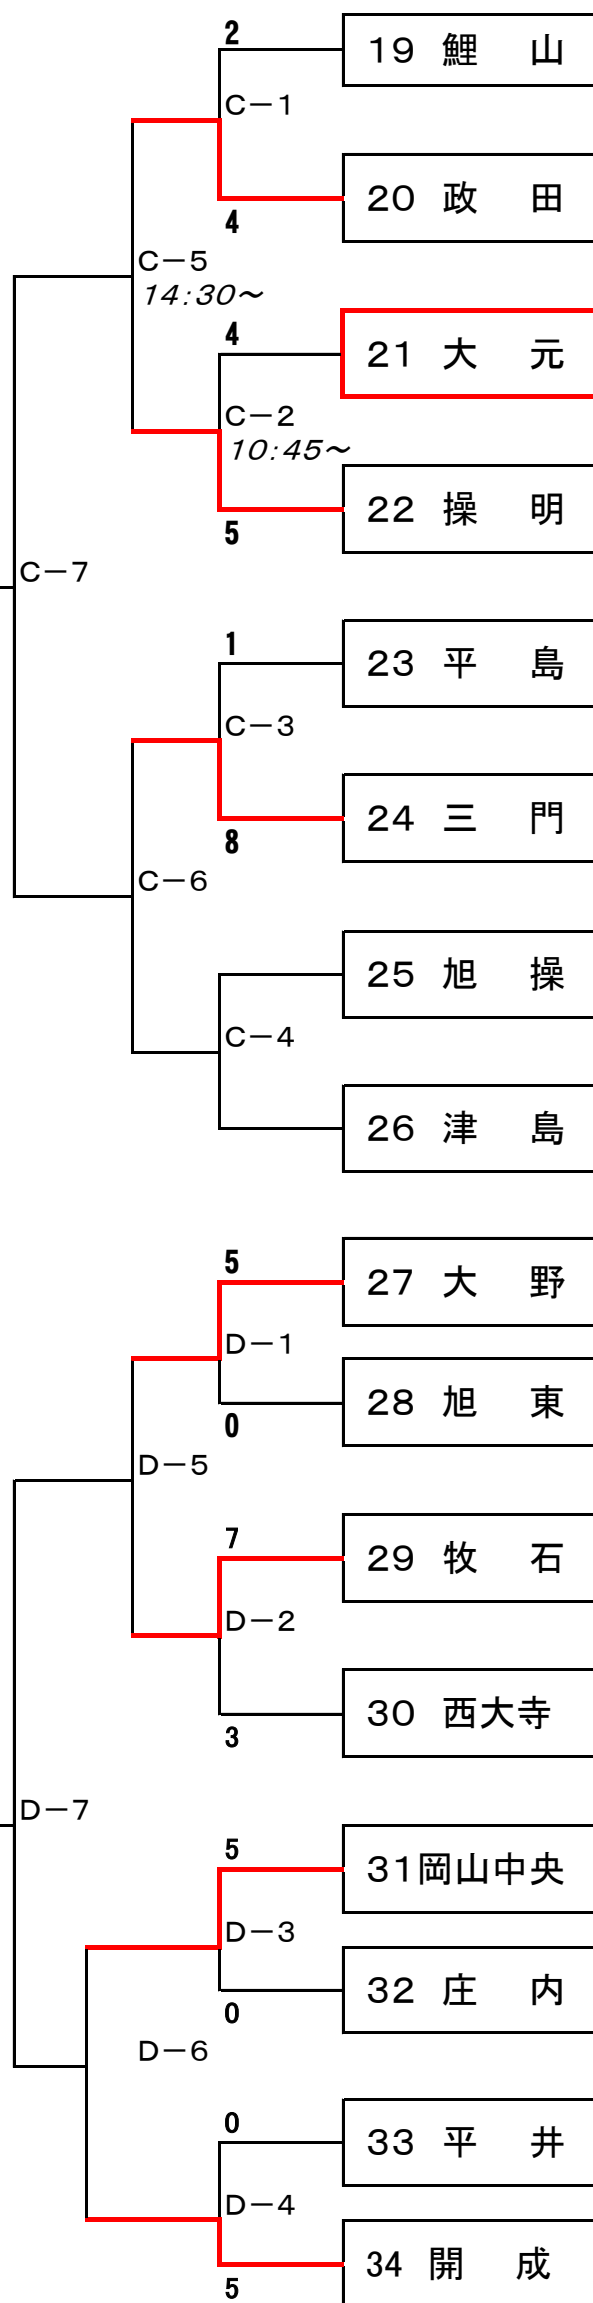 2
19 鯉 山
C－1
20 政 田
4
C－5
14:30～
4
21 大 元
C－2
10:45～
22 操 明
5
C－7
1
23 平 島
C－3
24 三 門
8
C－6
25 旭 操
C－4
26 津 島
5
27 大 野
D－1
28 旭 東
0
D－5
7
29 牧 石
D－2
30 西大寺
3
D－7
5
31岡山中央
D－3
32 庄 内
0
D－6
0
33 平 井
D－4
34 開 成
5